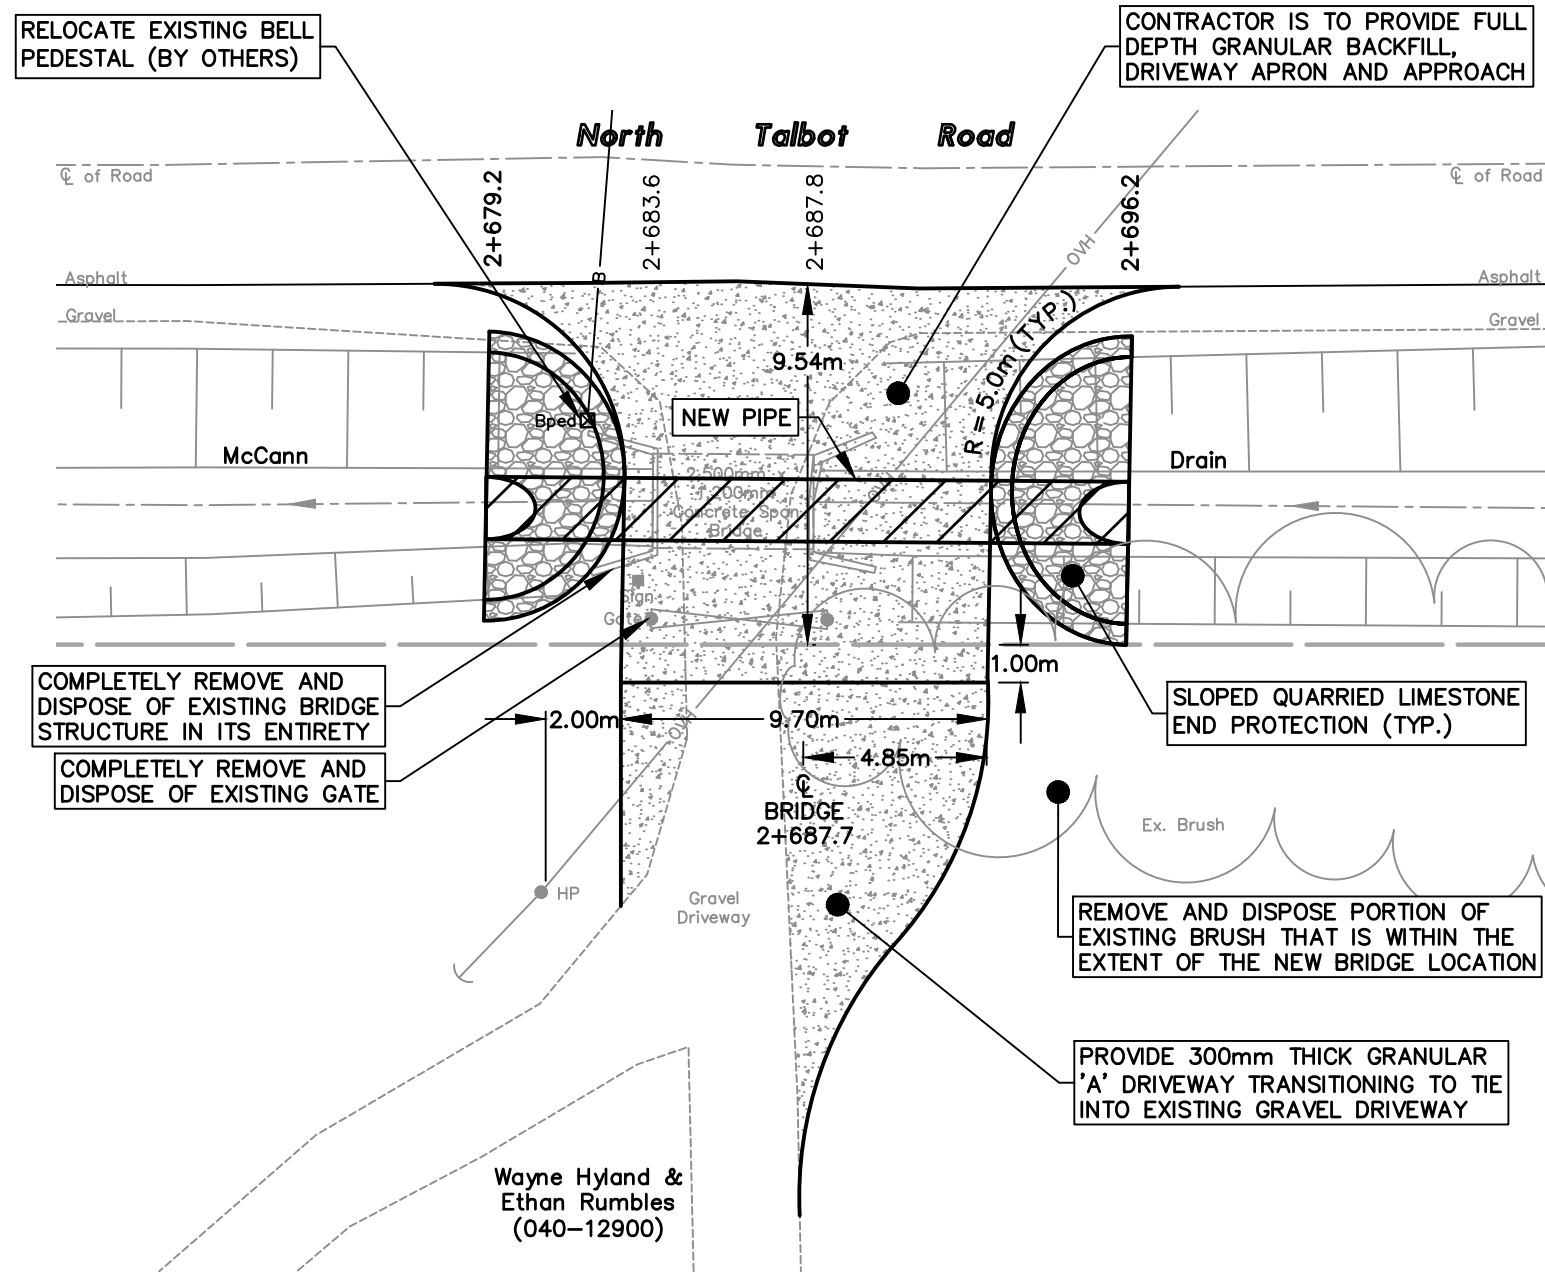 RELOCATE EXISTING BELL
PEDESTAL (BY OTHERS)
CONTRACTOR IS TO PROVIDE FULL
DEPTH GRANULAR BACKFILL,
DRIVEWAY APRON AND APPROACH
North Talbot Road
℄ of Road
℄ of Road
2+679.2
2+683.6
2+687.8
2+696.2
Asphalt
Asphalt
B
OVH
Gravel
Gravel
9.54m
R = 5.0m (TYP.)
NEW PIPE
Bped
McCann
Drain
2,500mm x
1,200mm
Concrete Span
Bridge
OVH
Sign
Gate
1.00m
COMPLETELY REMOVE AND
DISPOSE OF EXISTING BRIDGE
STRUCTURE IN ITS ENTIRETY
SLOPED QUARRIED LIMESTONE
END PROTECTION (TYP.)
2.00m
9.70m
OVH
4.85m
COMPLETELY REMOVE AND
DISPOSE OF EXISTING GATE
℄
BRIDGE
2+687.7
Ex. Brush
HP
Gravel
Driveway
REMOVE AND DISPOSE PORTION OF
EXISTING BRUSH THAT IS WITHIN THE
EXTENT OF THE NEW BRIDGE LOCATION
PROVIDE 300mm THICK GRANULAR
'A' DRIVEWAY TRANSITIONING TO TIE
INTO EXISTING GRAVEL DRIVEWAY
Wayne Hyland &
Ethan Rumbles
(040-12900)